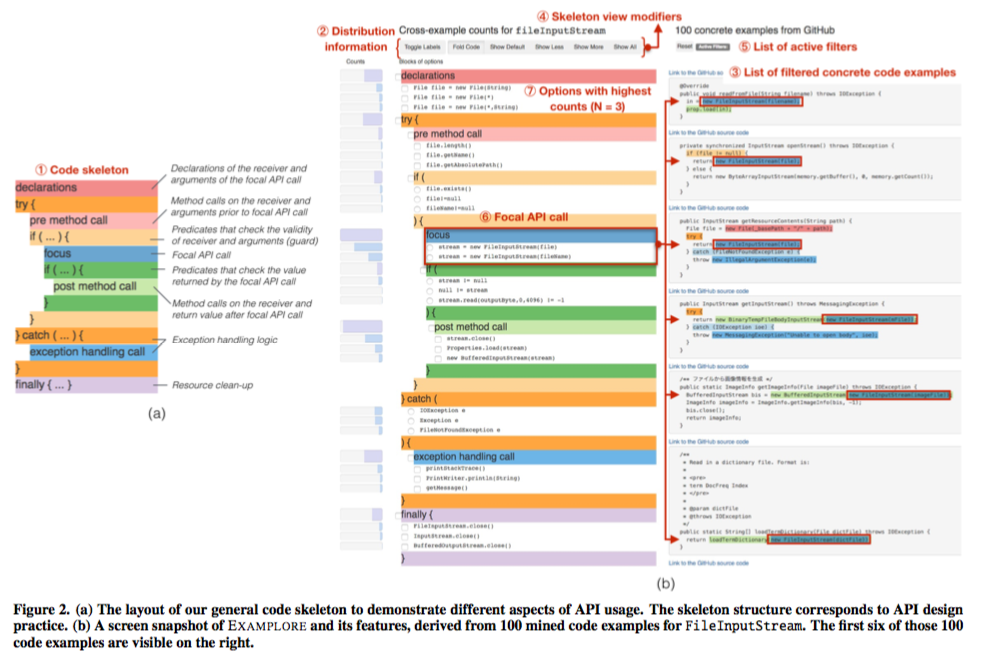 ② Distribution information
Cross-example counts for fileInputStream
④ Skeleton view modifiers
100 concrete examples from GitHub
Toggle Labels Fold Code Show Default Show Less Show More Show All
Reset Active Filters
⑤ List of active filters
Counts
Blocks of options
Link to the GitHub
③ List of filtered concrete code examples
① Code skeleton
declarations
try {
pre method call
if ( ... ) {
focus
if ( ... ) {
post method call
}
}
} catch ( ... ) {
exception handling call
}
finally { ... }
Declarations of the receiver and
arguments of the focal API call
Method calls on the receiver and
arguments prior to focal API call
Predicates that check the validity
of receiver and arguments (guard)
Focal API call
Predicates that check the value
returned by the focal API call
Method calls on the receiver and
return value after focal API call
Exception handling logic
Resource clean-up
(a)
declarations
File file = new File(String)
File file = new File(*)
File file = new File(*,String)
⑦ Options with highest
counts (N = 3)
try {
pre method call
file.length()
file.getName()
file.getAbsolutePath()
if (
file.exists()
file!=null
fileName!=null
) {
⑥ Focal API call
focus
stream = new FileInputStream(file)
stream = new FileInputStream(fileName)
if (
stream != null
null != stream
stream.read(outputByte,0,4096) != -1
) {
post method call
stream.close()
Properties.load(stream)
new BufferedInputStream(stream)
}
}
} catch (
IOException e
Exception e
FileNotFoundException e
) {
exception handling call
printStackTrace()
PrintWriter.println(String)
getMessage()
}
finally {
FileInputStream.close()
InputStream.close()
BufferedOutputStream.close()
}
@Override
public void readFromFile(String filename) throws IOException {
in = new FileInputStream(filename);
prop.load(in);
}
Link to the GitHub source code
private synchronized InputStream openStream() throws IOException {
if (file != null) {
return new FileInputStream(file);
} else {
return new ByteArrayInputStream(memory.getBuffer(), 0, memory.getCount());
}
Link to the GitHub source code
public InputStream getResourceContents(String path) {
File file = new File(_basePath + "/" + path);
try {
return new FileInputStream(file);
} catch (FileNotFoundException e) {
throw new IllegalArgumentException(e);
Link to the GitHub source code
public InputStream getInputStream() throws MessagingException {
try {
return new BinaryTempFileBodyInputStream(new FileInputStream(mFile));
} catch (IOException ioe) {
throw new MessagingException("Unable to open body", ioe);
}
Link to the GitHub source code
/** ファイルから画像情報を生成 */
public static ImageInfo getImageInfo(File imageFile) throws IOException {
BufferedInputStream bis = new BufferedInputStream(new FileInputStream(imageFile));
ImageInfo imageInfo = ImageInfo.getImageInfo(bis, -1);
bis.close();
return imageInfo;
}
Link to the GitHub source code
/**
* Read in a dictionary file. Format is:
*
* <pre>
* term DocFreq Index
* </pre>
*
* @param dictFile
* @throws IOException
*/
public static String[] loadTermDictionary(File dictFile) throws IOException {
return loadTermDictionary(new FileInputStream(dictFile));
}
Link to the GitHub source code
(b)
Figure 2. (a) The layout of our general code skeleton to demonstrate different aspects of API usage. The skeleton structure corresponds to API design
practice. (b) A screen snapshot of EXAMPLORE and its features, derived from 100 mined code examples for FileInputStream. The first six of those 100
code examples are visible on the right.